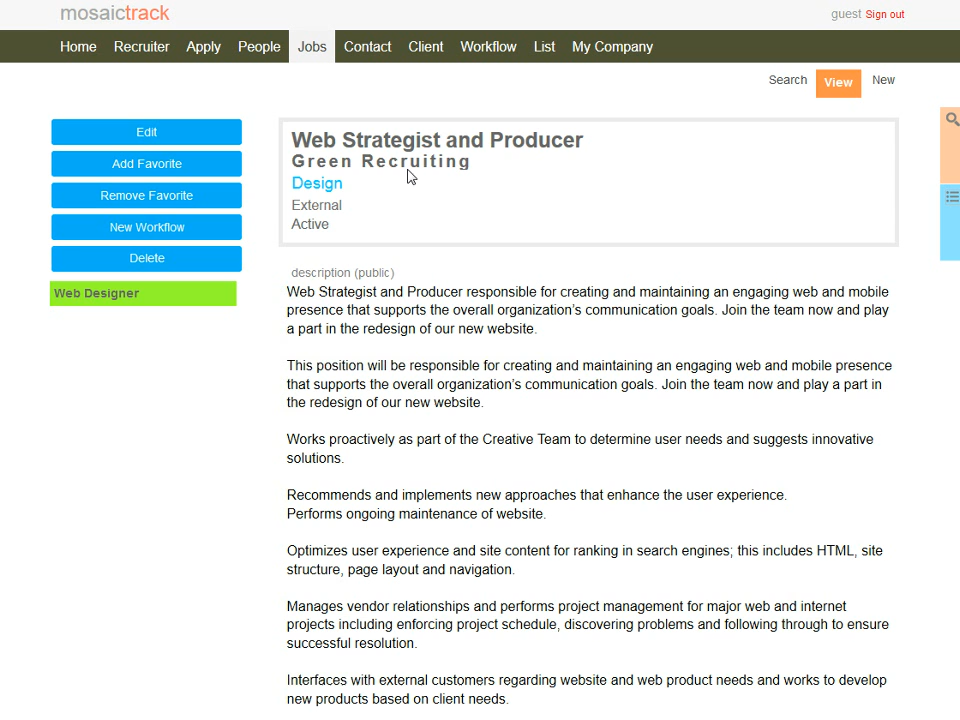 mosaictrack
guest Sign out
Home Recruiter Apply People Jobs Contact Client Workflow List My Company
Search View New
Edit
Add Favorite
Remove Favorite
New Workflow
Delete
Web Designer
Web Strategist and Producer
Green Recruiting
Design
External
Active
description (public)
Web Strategist and Producer responsible for creating and maintaining an engaging web and mobile
presence that supports the overall organization’s communication goals. Join the team now and play
a part in the redesign of our new website.
This position will be responsible for creating and maintaining an engaging web and mobile presence
that supports the overall organization’s communication goals. Join the team now and play a part in
the redesign of our new website.
Works proactively as part of the Creative Team to determine user needs and suggests innovative
solutions.
Recommends and implements new approaches that enhance the user experience.
Performs ongoing maintenance of website.
Optimizes user experience and site content for ranking in search engines; this includes HTML, site
structure, page layout and navigation.
Manages vendor relationships and performs project management for major web and internet
projects including enforcing project schedule, discovering problems and following through to ensure
successful resolution.
Interfaces with external customers regarding website and web product needs and works to develop
new products based on client needs.